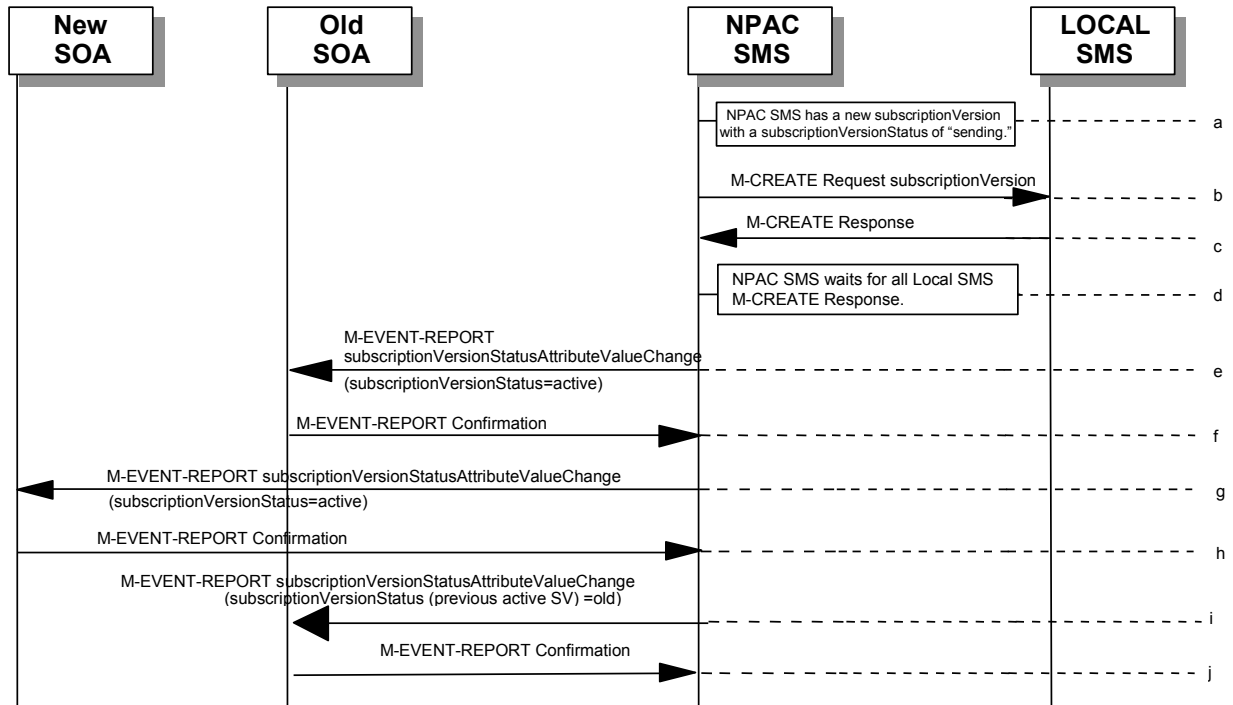 New
SOA
Old
SOA
NPAC
SMS
LOCAL
SMS
NPAC SMS has a new subscriptionVersion
with a subscriptionVersionStatus of “sending.”
a
M-CREATE Request subscriptionVersion
b
M-CREATE Response
c
NPAC SMS waits for all Local SMS
M-CREATE Response.
d
M-EVENT-REPORT
subscriptionVersionStatusAttributeValueChange
(subscriptionVersionStatus=active)
e
M-EVENT-REPORT Confirmation
f
M-EVENT-REPORT subscriptionVersionStatusAttributeValueChange
(subscriptionVersionStatus=active)
g
M-EVENT-REPORT Confirmation
h
M-EVENT-REPORT subscriptionVersionStatusAttributeValueChange
(subscriptionVersionStatus (previous active SV) =old)
i
M-EVENT-REPORT Confirmation
j